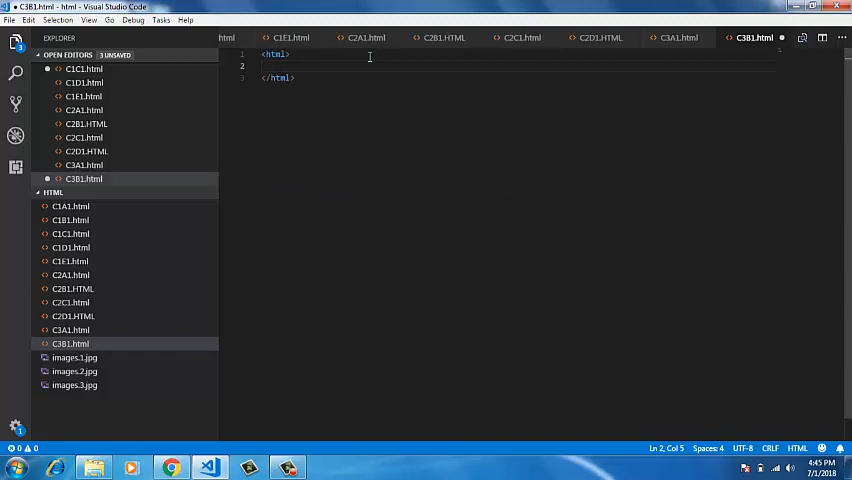 ● C3B1.html - html - Visual Studio Code
File Edit Selection View Go Debug Tasks Help
EXPLORER
html C1E1.html C2A1.html C2B1.HTML C2C1.html C2D1.HTML C3A1.html C3B1.html
OPEN EDITORS 3 UNSAVED
C1C1.html
C1D1.html
C1E1.html
C2A1.html
C2B1.HTML
C2C1.html
C2D1.HTML
C3A1.html
C3B1.html
HTML
C1A1.html
C1B1.html
C1C1.html
C1D1.html
C1E1.html
C2A1.html
C2B1.HTML
C2C1.html
C2D1.HTML
C3A1.html
C3B1.html
images.1.jpg
images.2.jpg
images.3.jpg
3
1
1 <html>
2
3 </html>
0 0
Ln 2, Col 5 Spaces: 4 UTF-8 CRLF HTML
4:45 PM
7/1/2018